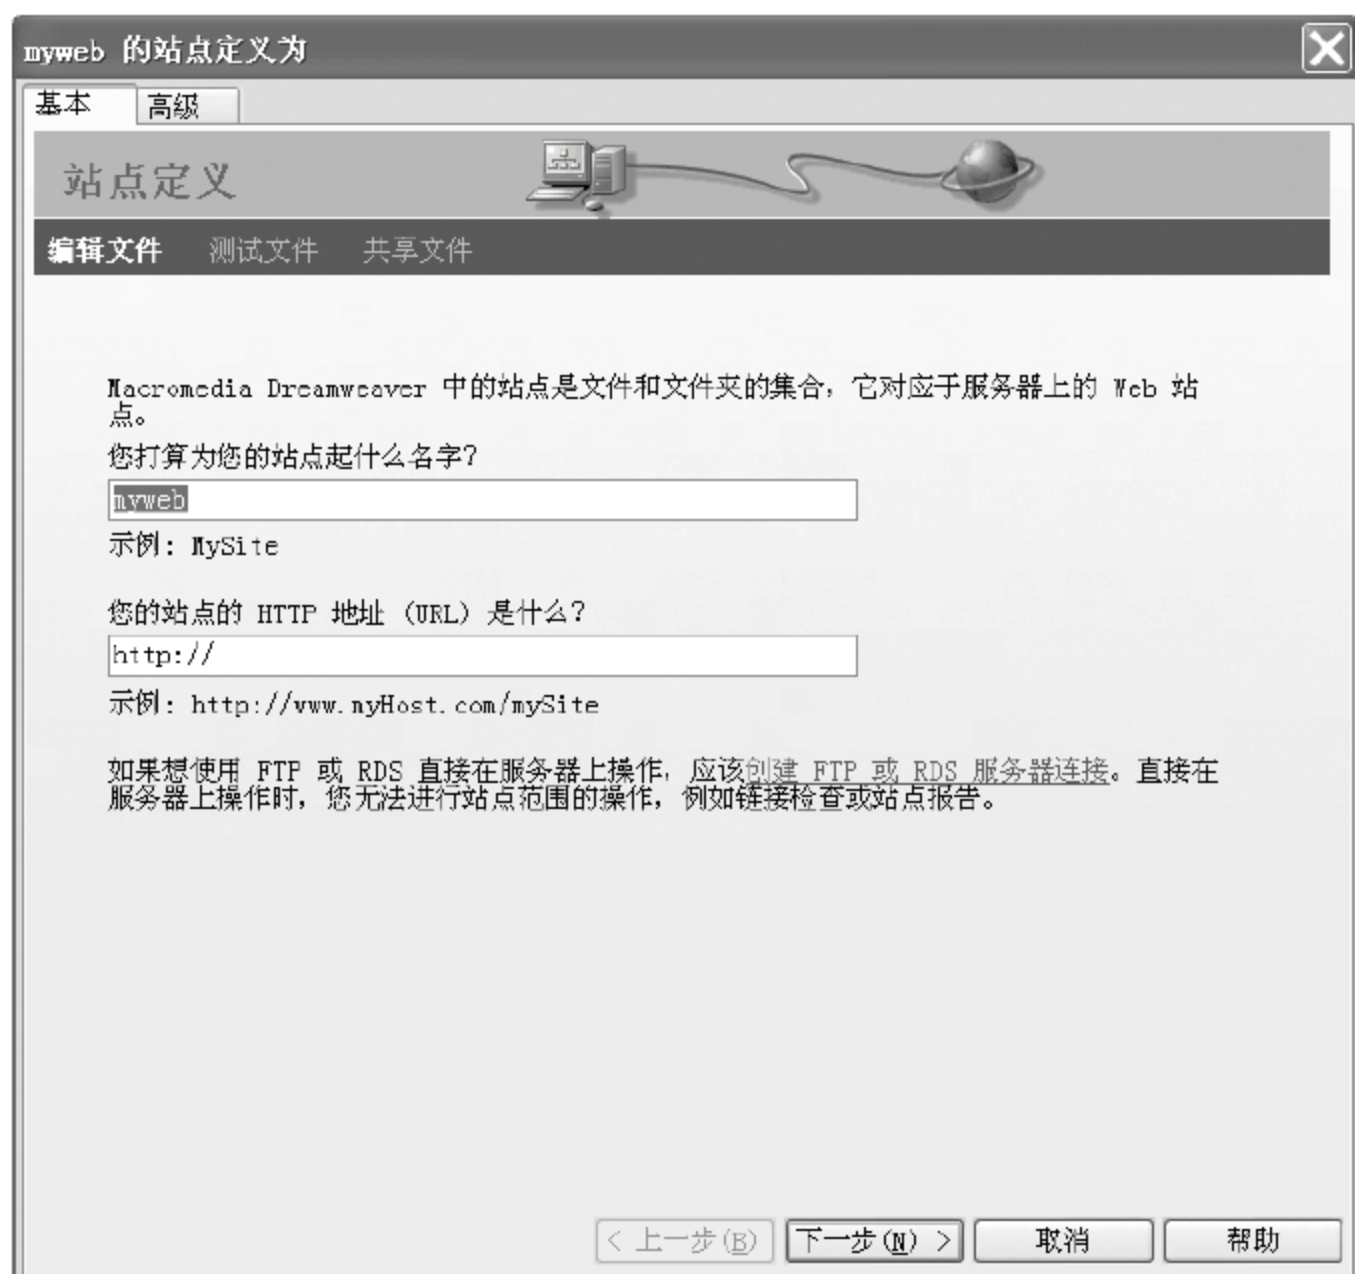 myweb 的站点定义为
基本 高级
站点定义
编辑文件 测试文件 共享文件
Macromedia Dreamweaver 中的站点是文件和文件夹的集合，它对应于服务器上的 Web 站
点。
您打算为您的站点起什么名字？
myweb
示例：MySite
您的站点的 HTTP 地址 (URL) 是什么？
http://
示例：http://www.myHost.com/mySite
如果想使用 FTP 或 RDS 直接在服务器上操作，应该创建 FTP 或 RDS 服务器连接。直接在
服务器上操作时，您无法进行站点范围的操作，例如链接检查或站点报告。
< 上一步(B) 下一步(N) > 取消 帮助